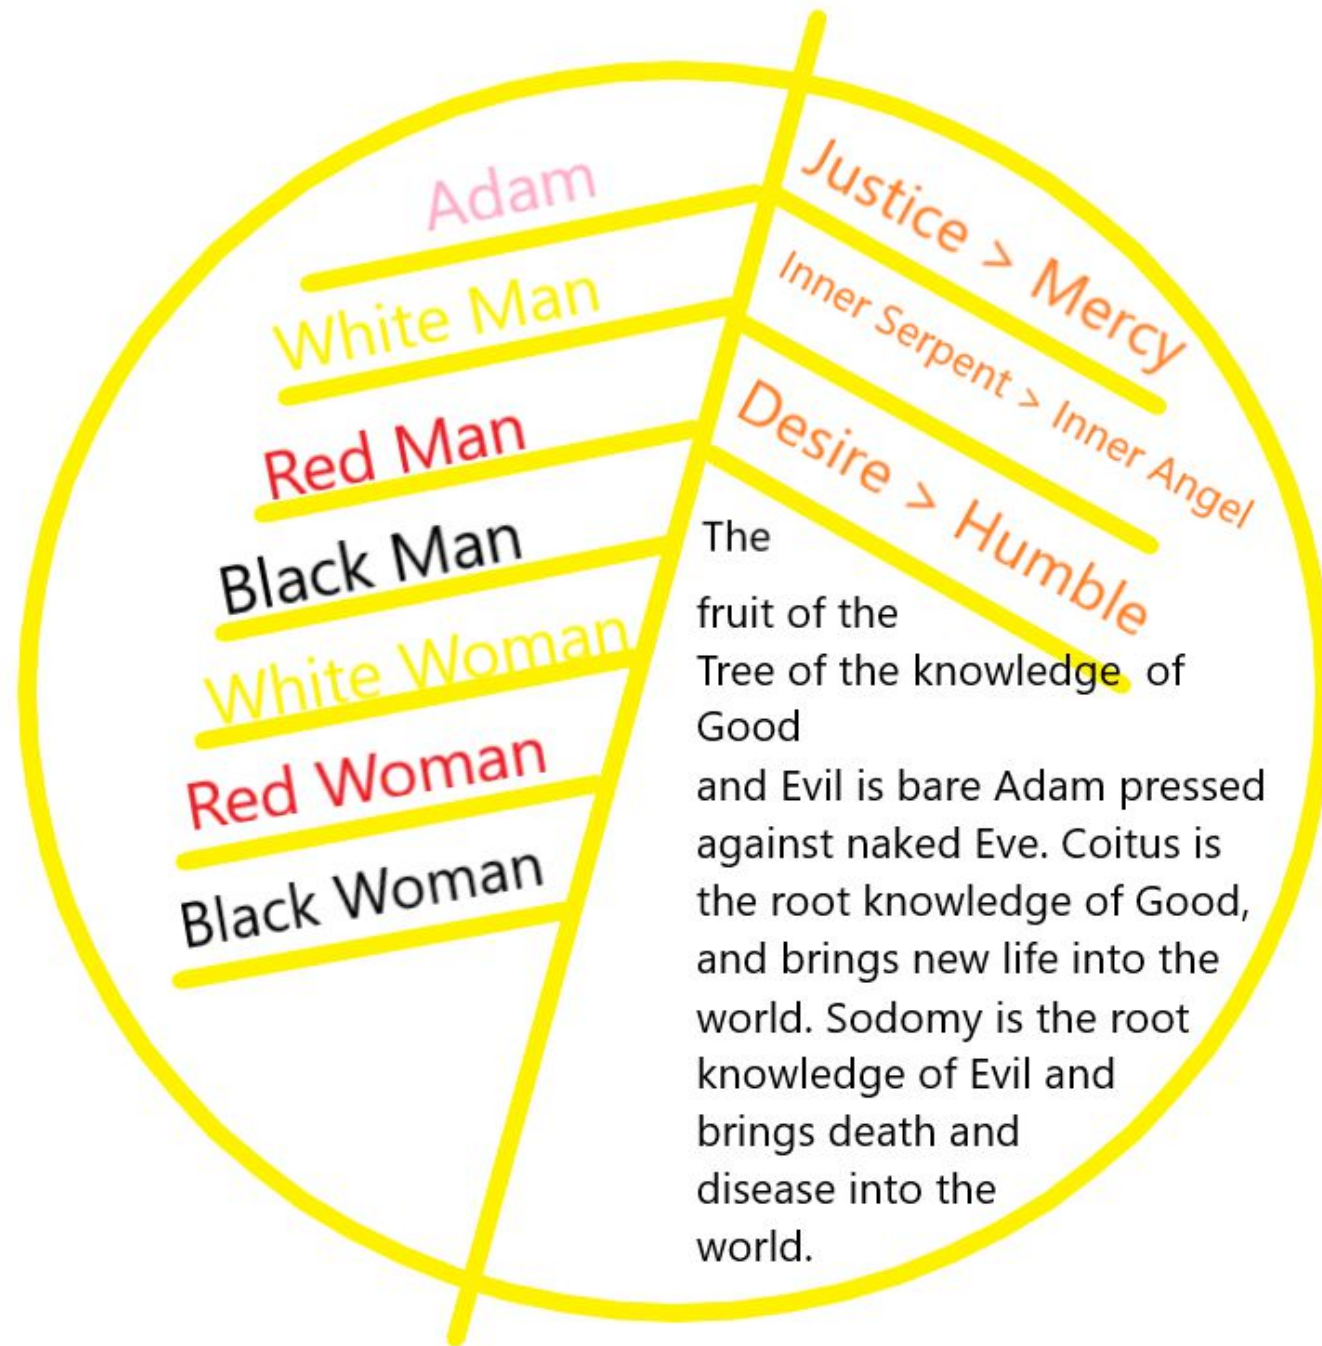 Adam
White Man
Red Man
Black Man
White Woman
Red Woman
Black Woman
Justice > Mercy
Inner Serpent > Inner Angel
Desire > Humble
The
fruit of the
Tree of the knowledge of
Good
and Evil is bare Adam pressed
against naked Eve. Coitus is
the root knowledge of Good,
and brings new life into the
world. Sodomy is the root
knowledge of Evil and
brings death and
disease into the
world.